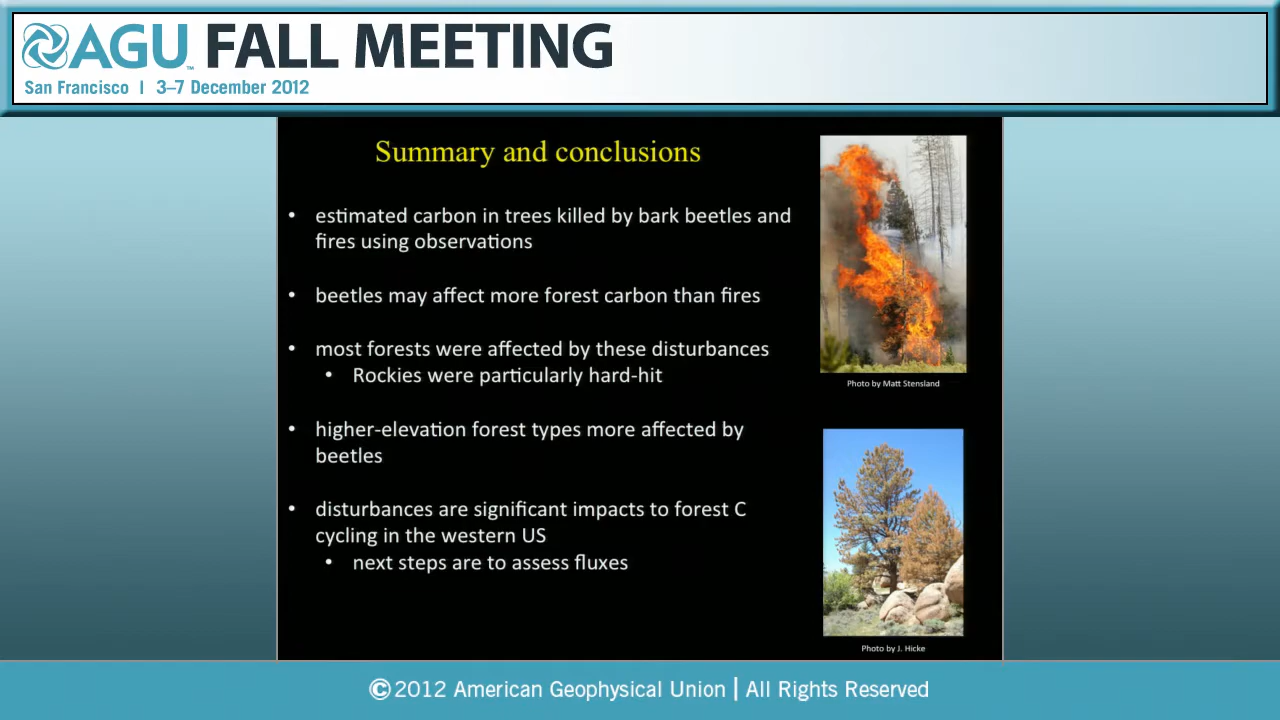 AGU FALL MEETING
™
San Francisco | 3–7 December 2012
Summary and conclusions
• estimated carbon in trees killed by bark beetles and
fires using observations
• beetles may affect more forest carbon than fires
• most forests were affected by these disturbances
• Rockies were particularly hard-hit
• higher-elevation forest types more affected by
beetles
• disturbances are significant impacts to forest C
cycling in the western US
• next steps are to assess fluxes
Photo by Matt Stensland
Photo by J. Hicke
©2012 American Geophysical Union | All Rights Reserved